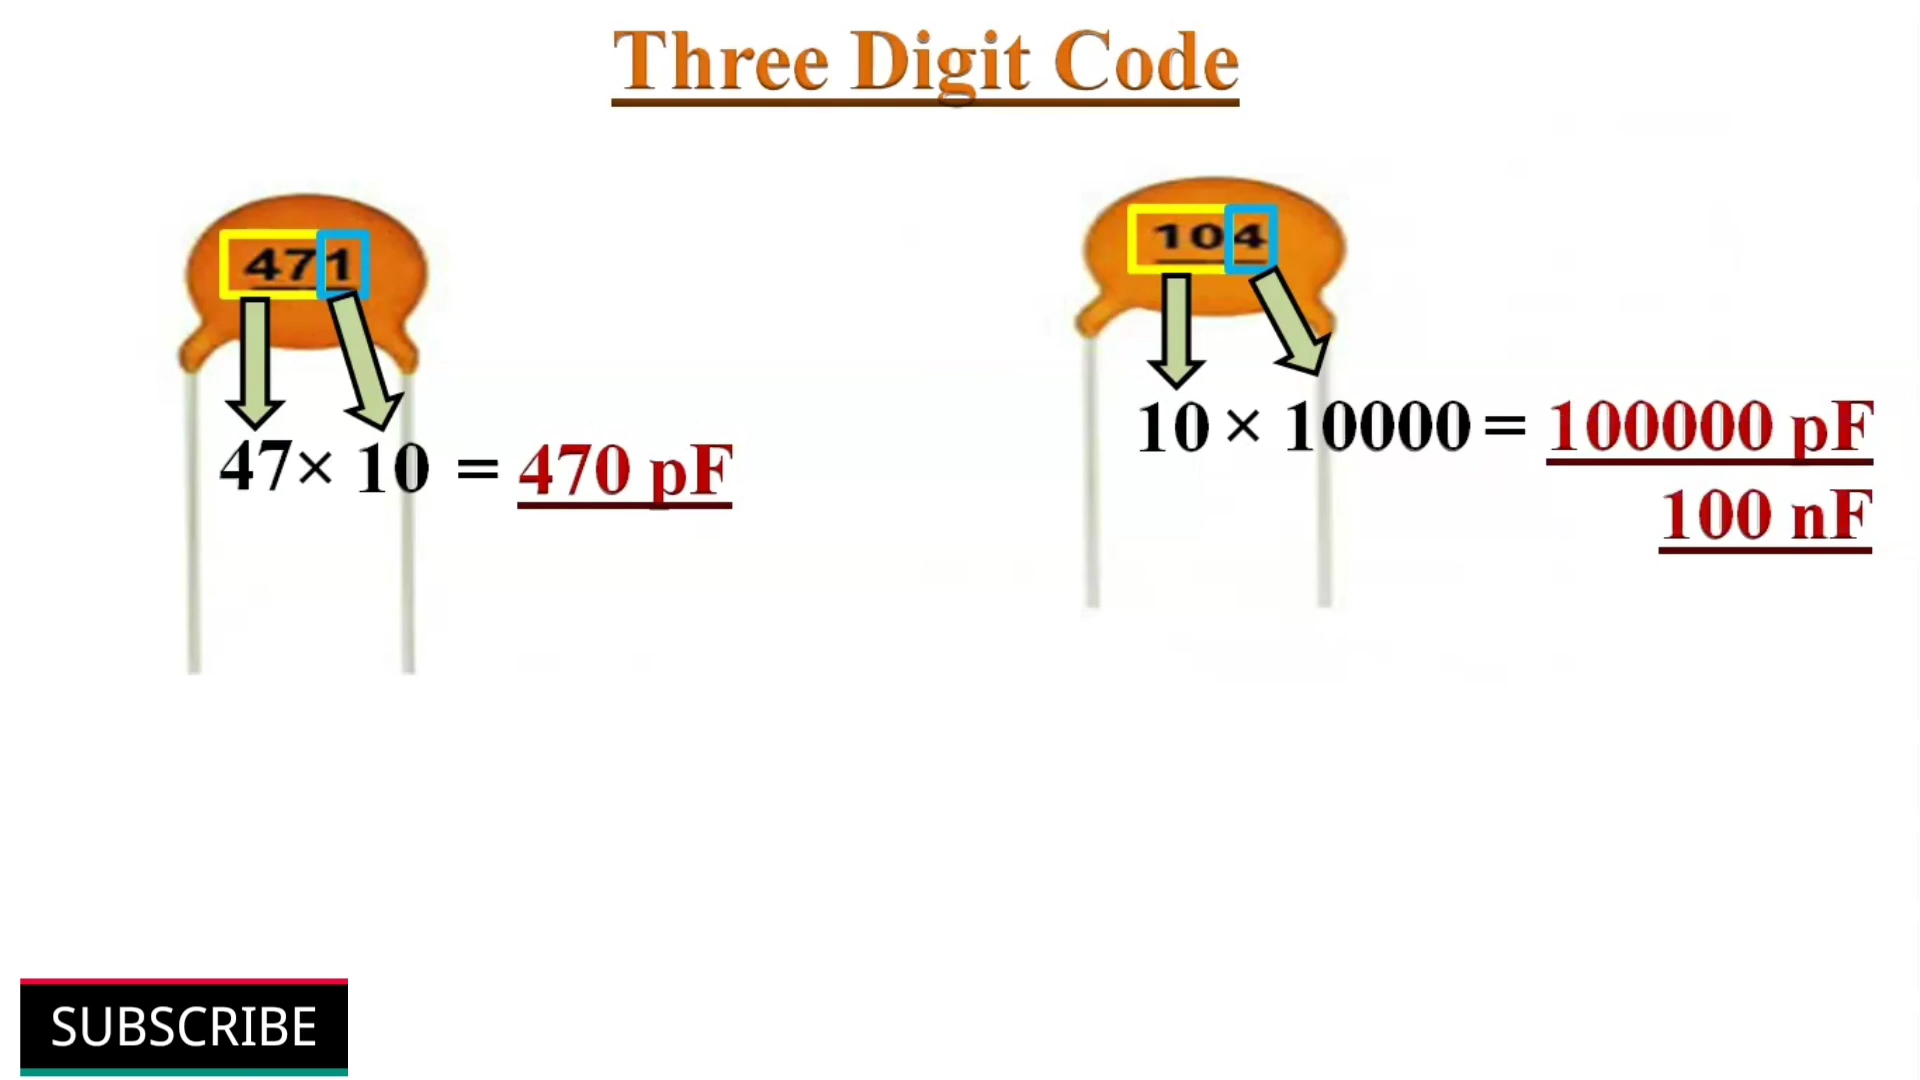 Three Digit Code
471
47× 10 = 470 pF
104
10 × 10000 = 100000 pF
100 nF
SUBSCRIBE